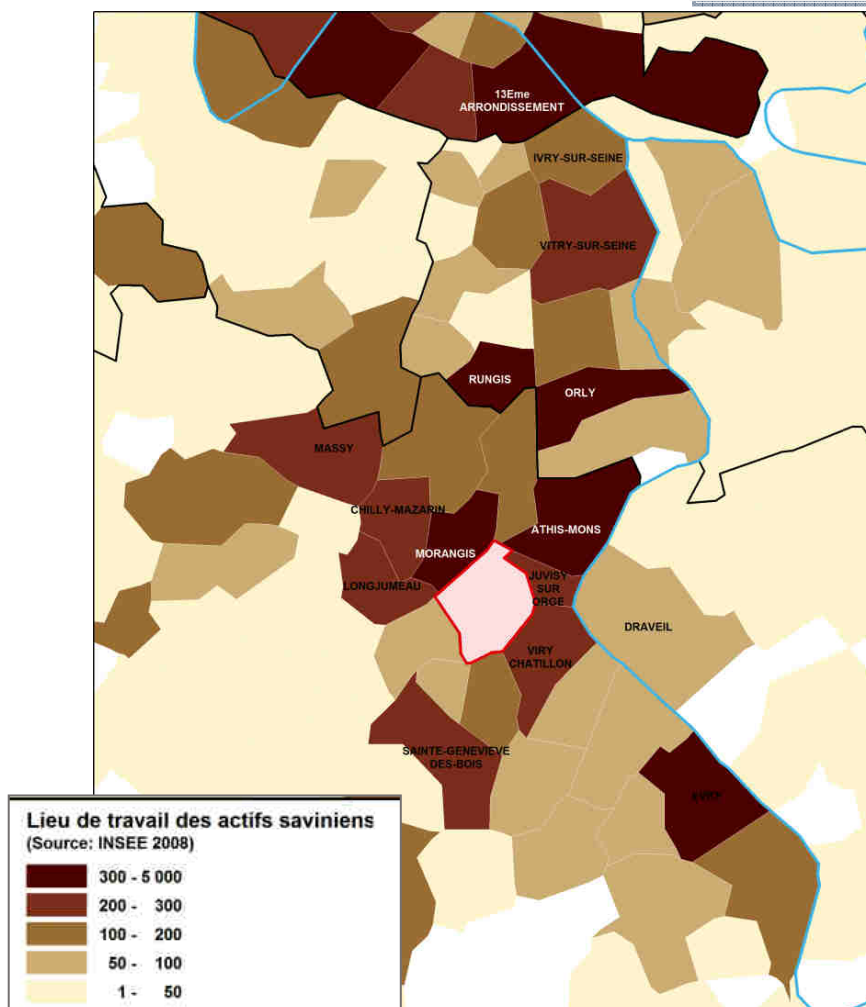 13Eme
ARRONDISSEMENT
IVRY-SUR-SEINE
VITRY-SUR-SEINE
RUNGIS
ORLY
MASSY
CHILLY-MAZARIN
ATHIS-MONS
MORANGIS
LONGJUMEAU
JUVISY
SUR
ORGE
DRAVEIL
VIRY
CHATILLON
SAINTE-GENEVIEVE
DES-BOIS
EVRY
Lieu de travail des actifs saviniens
(Source: INSEE 2008)
300 - 5 000
200 - 300
100 - 200
50 - 100
1 - 50